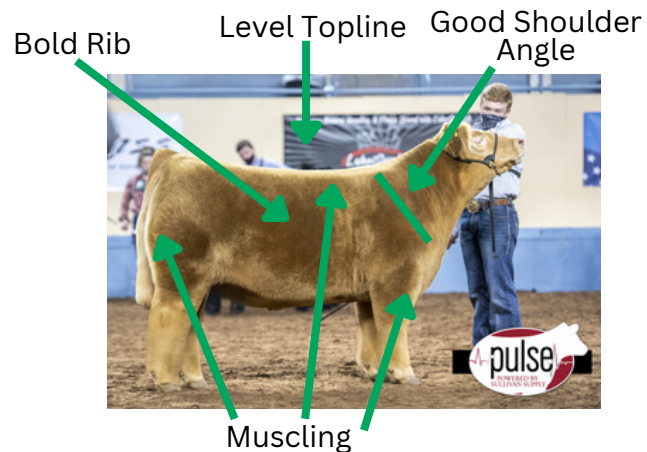 Level Topline
Good Shoulder
Angle
Bold Rib
pulse
POWERED BY
SULLIVAN SUPPLY
Muscling